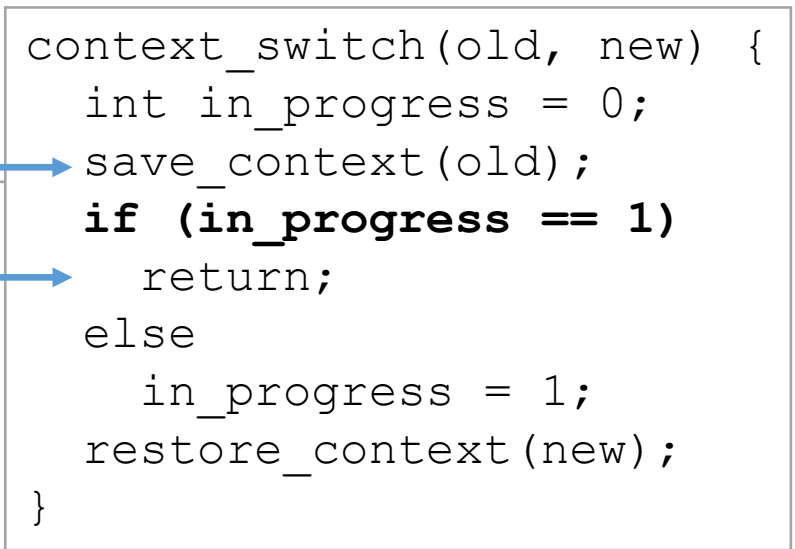 context_switch(old, new) {
int in_progress = 0;
save_context(old);
if (in_progress == 1)
return;
else
in_progress = 1;
restore_context(new);
}